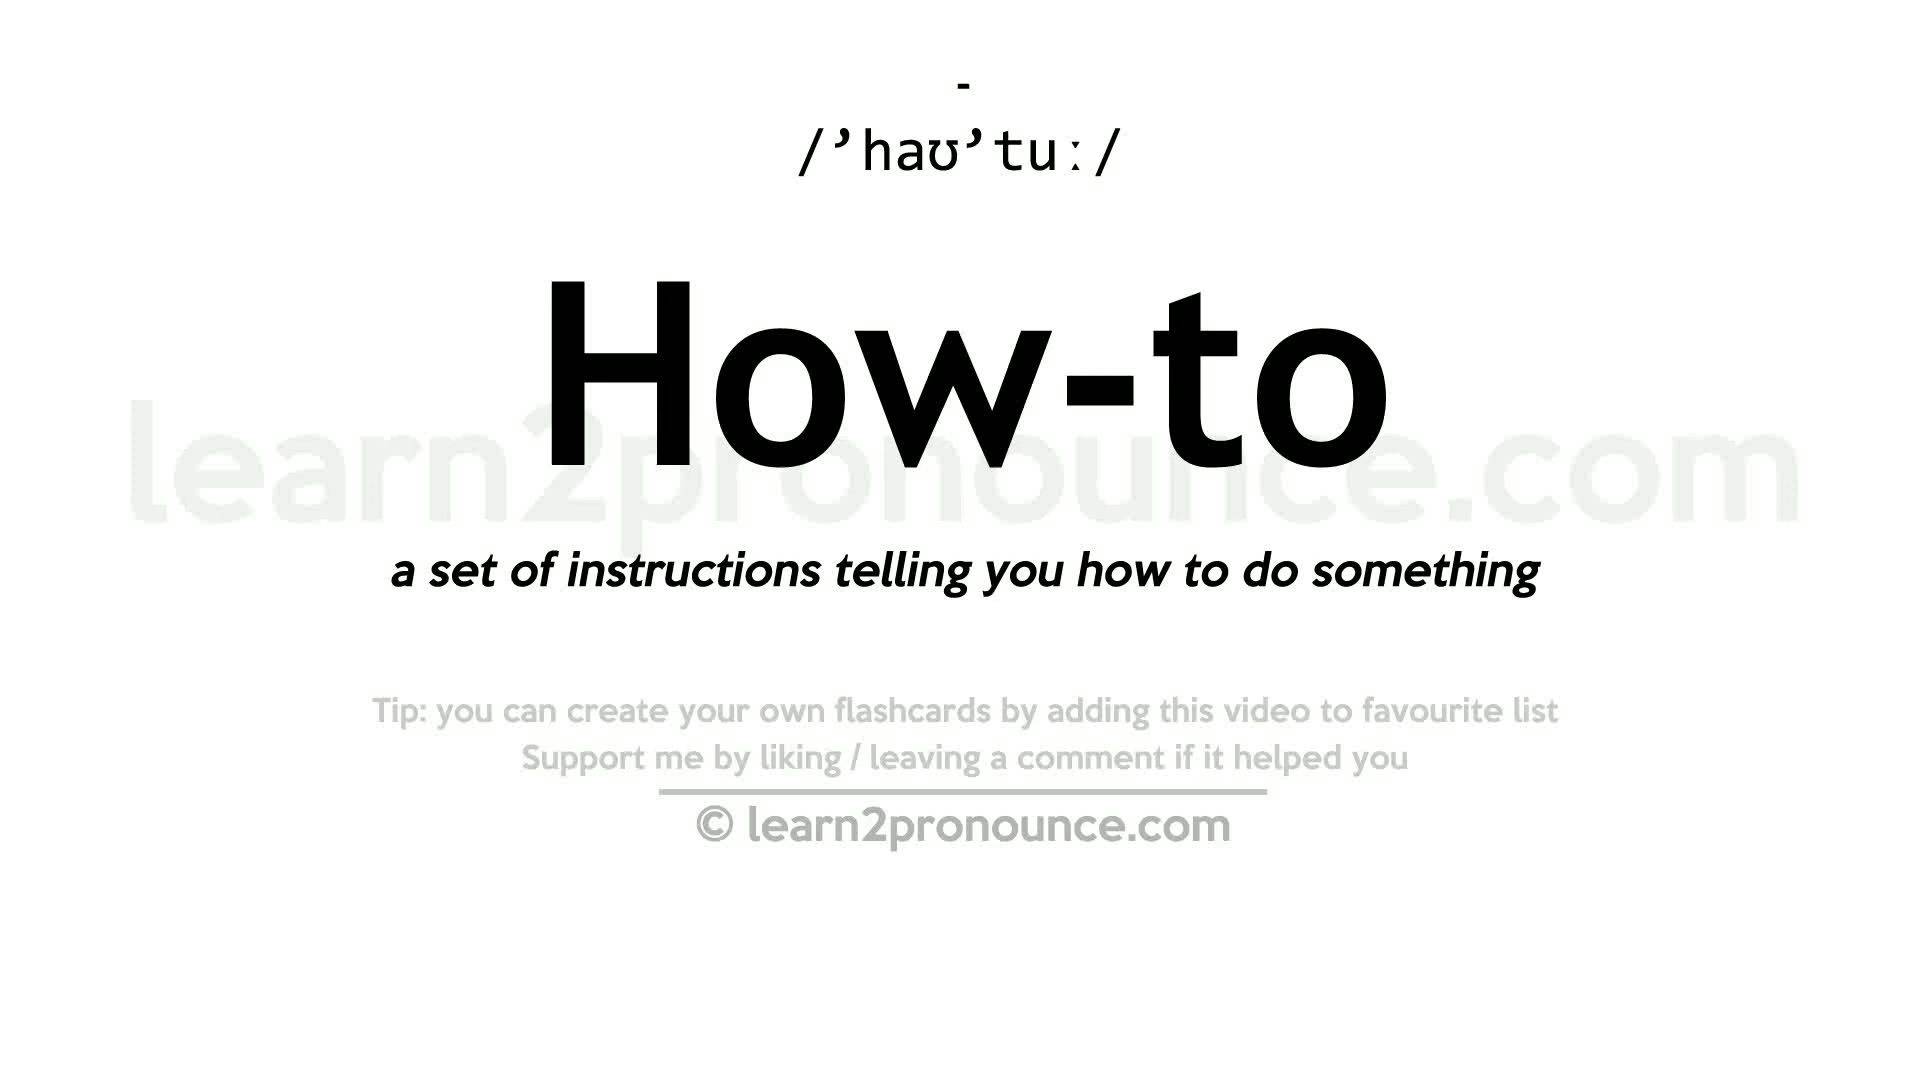 -
/’haʊ’tuː/
How-to
learn2pronounce.com
a set of instructions telling you how to do something
Tip: you can create your own flashcards by adding this video to favourite list
Support me by liking / leaving a comment if it helped you
© learn2pronounce.com